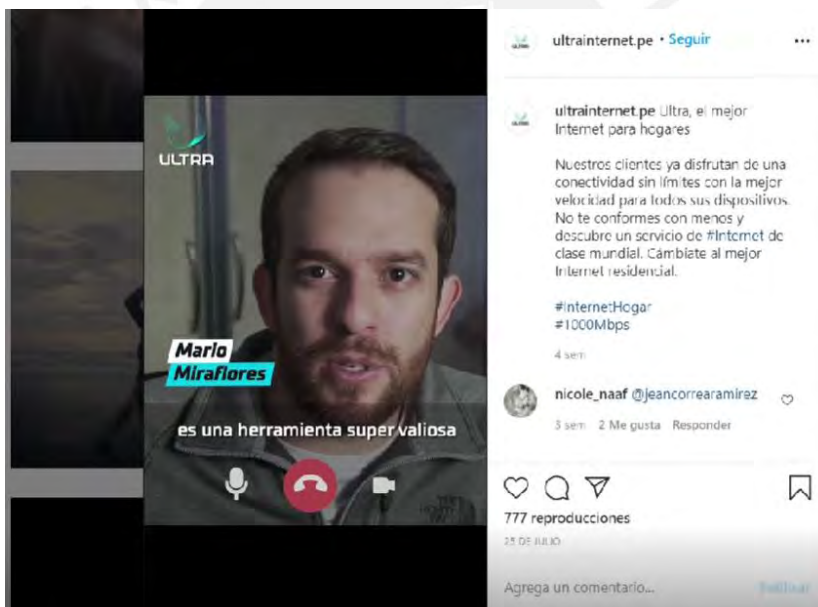 ultrainternet.pe • Seguir
ultrainternet.pe Ultra, el mejor
Internet para hogares
Nuestros clientes ya disfrutan de una
conectividad sin límites con la mejor
velocidad para todos sus dispositivos.
No te conformes con menos y
descubre un servicio de #Internet de
clase mundial. Cámbiate al mejor
Internet residencial.
#InternetHogar
#1000Mbps
4 sem
nicole_naaf @jeancorrearamirez
3 sem 2 Me gusta Responder
777 reproducciones
25 DE JULIO
Agrega un comentario...
Publicar
ULTRA
Mario
Miraflores
es una herramienta super valiosa